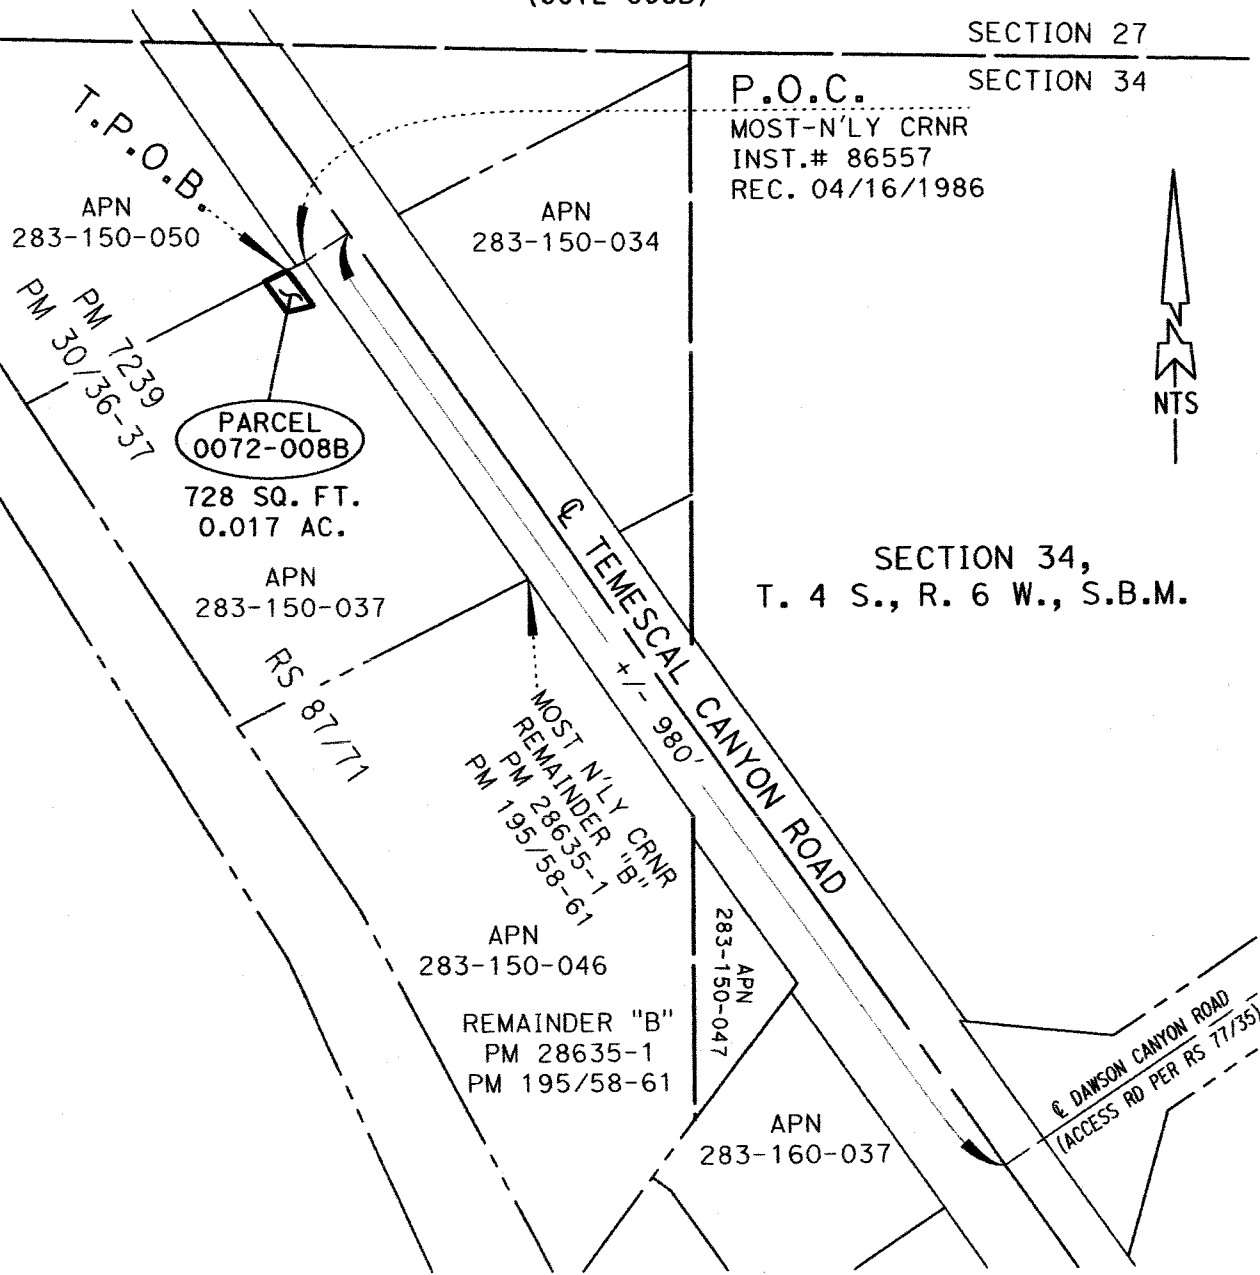 SECTION 27
SECTION 34
P.O.C.
MOST-N'LY CRNR
INST.# 86557
REC. 04/16/1986
T.P.O.B.
APN
283-150-050
APN
283-150-034
PM 7239
PM 30/36-37
NTS
PARCEL
0072-008B
728 SQ. FT.
0.017 AC.
℄ TEMESCAL CANYON ROAD
SECTION 34,
T. 4 S., R. 6 W., S.B.M.
APN
283-150-037
RS 87/71
+/- 980'
MOST N'LY CRNR
REMAINDER "B"
PM 28635-1
PM 195/58-61
APN
283-150-046
REMAINDER "B"
PM 28635-1
PM 195/58-61
APN
283-150-047
℄ DAWSON CANYON ROAD
(ACCESS RD PER RS 77/35)
APN
283-160-037